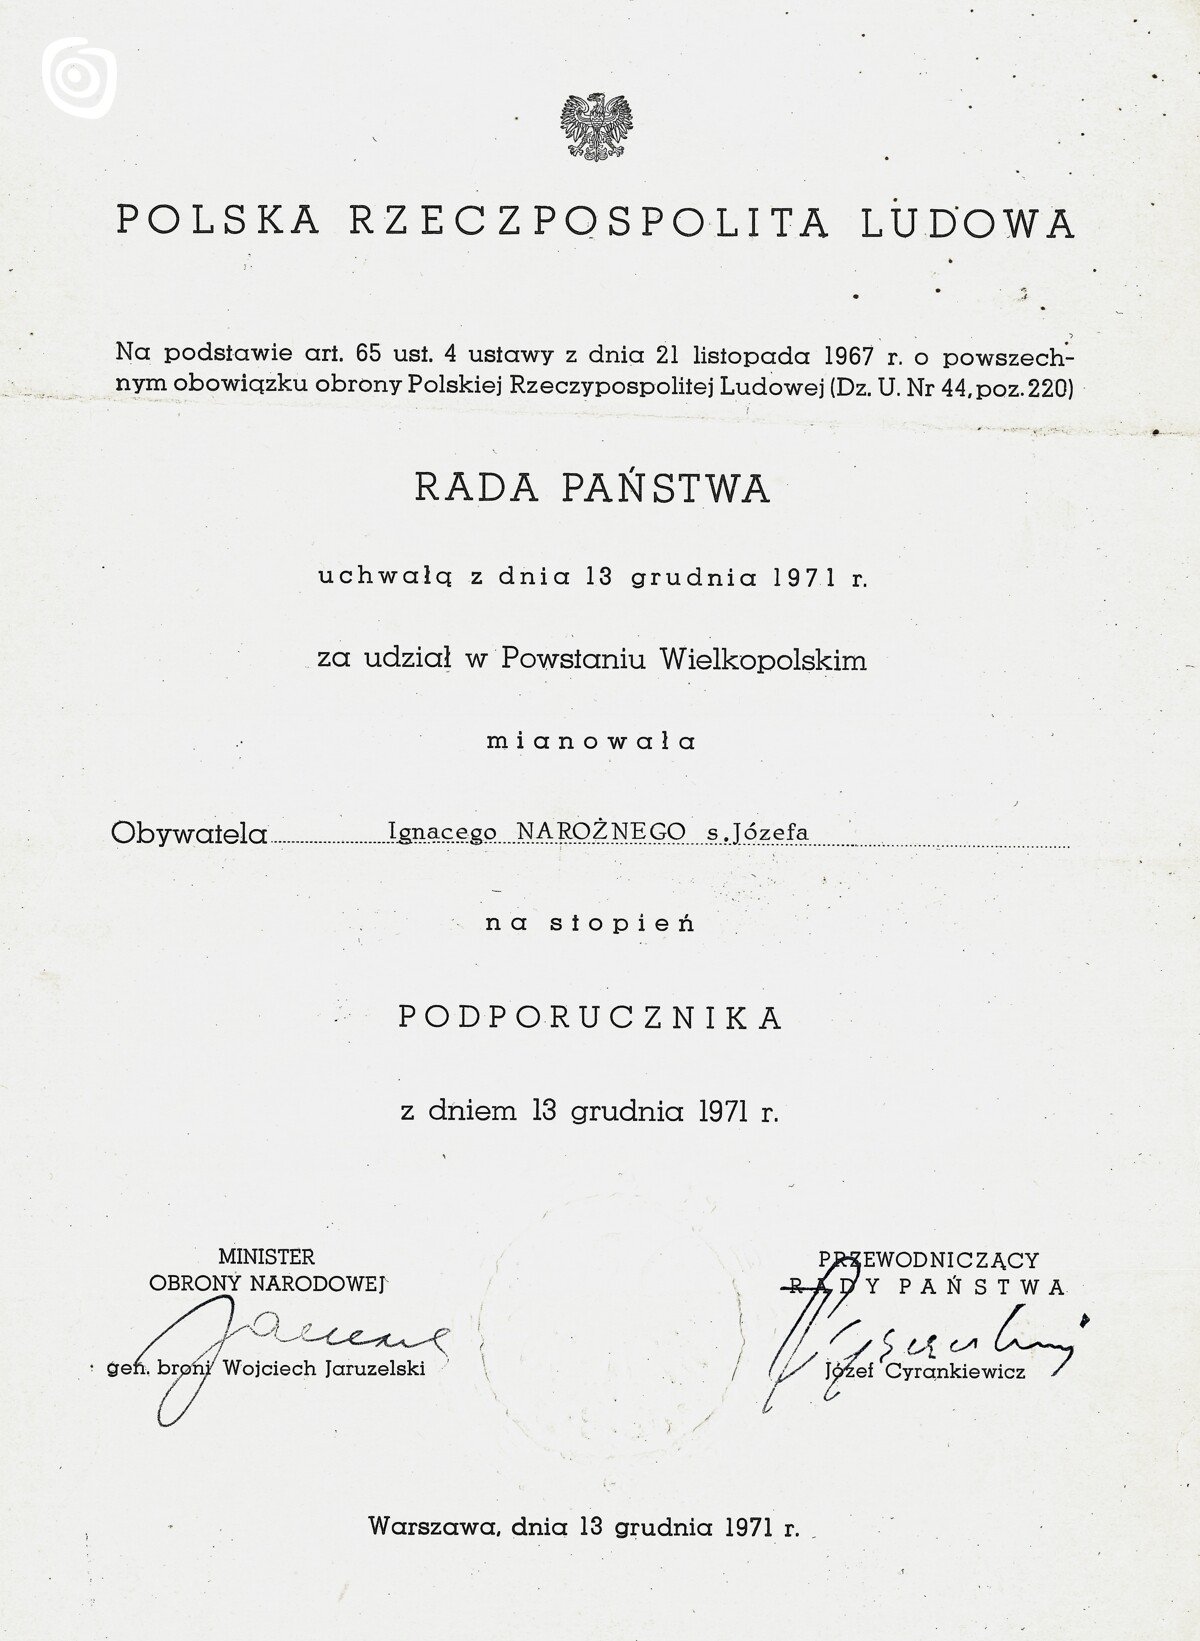 POLSKA RZECZPOSPOLITA LUDOWA
Na podstawie art. 65 ust. 4 ustawy z dnia 21 listopada 1967 r. o powszech-
nym obowiązku obrony Polskiej Rzeczypospolitej Ludowej (Dz. U. Nr 44, poz. 220)
RADA PAŃSTWA
uchwałą z dnia 13 grudnia 1971 r.
za udział w Powstaniu Wielkopolskim
mianowała
Obywatela Ignacego NAROŻNEGO s.Józefa
na stopień
PODPORUCZNIKA
z dniem 13 grudnia 1971 r.
MINISTER
OBRONY NARODOWEJ
gen. broni Wojciech Jaruzelski
PRZEWODNICZĄCY
RADY PAŃSTWA
Józef Cyrankiewicz
Warszawa, dnia 13 grudnia 1971 r.